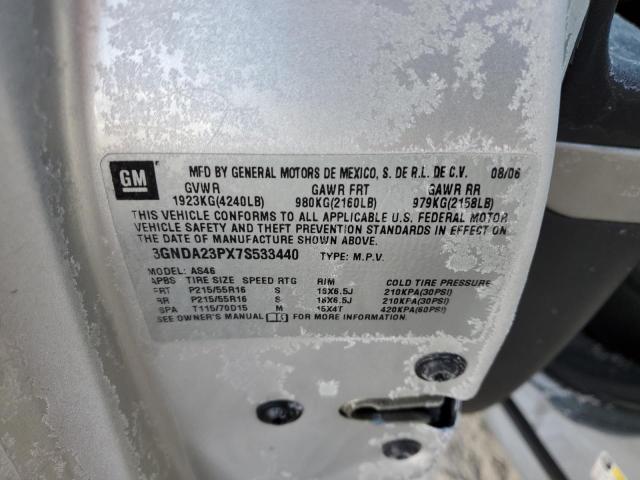 GM MFD BY GENERAL MOTORS DE MEXICO, S. DE R.L. DE C.V. 08/06
GVWR GAWR FRT GAWR RR
1923KG(4240LB) 980KG(2160LB) 979KG(2158LB)
THIS VEHICLE CONFORMS TO ALL APPLICABLE U.S. FEDERAL MOTOR
VEHICLE SAFETY AND THEFT PREVENTION STANDARDS IN EFFECT ON
THE DATE OF MANUFACTURE SHOWN ABOVE.
3GNDA23PX7S533440 TYPE: M.P.V.
MODEL: AS46
APBS TIRE SIZE SPEED RTG RIM COLD TIRE PRESSURE
FRT P215/55R16 S 16X6.5J 210KPA(30PSI)
RR P215/55R16 S 16X6.5J 210KPA(30PSI)
SPA T115/70D15 M 15X4T 420KPA(60PSI)
SEE OWNER'S MANUAL FOR MORE INFORMATION.